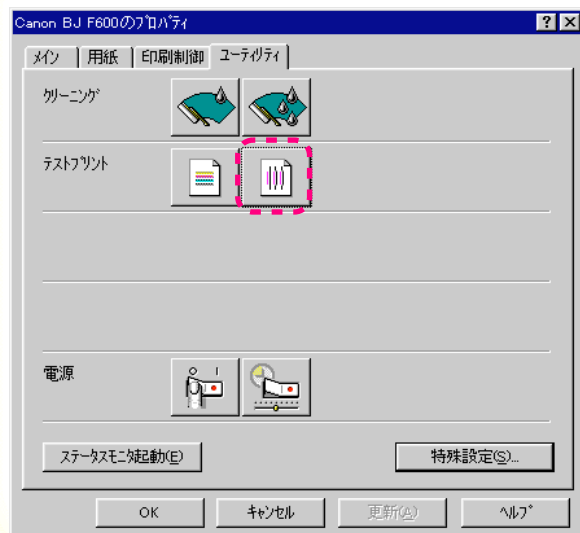 Canon BJ F600のﾌﾟﾛﾊﾟﾃｨ
ﾒｲﾝ 用紙 印刷制御 ﾕｰﾃｨﾘﾃｨ
ｸﾘｰﾆﾝｸﾞ
ﾃｽﾄﾌﾟﾘﾝﾄ
電源
ｽﾃｰﾀｽﾓﾆﾀ起動(E)
特殊設定(S)...
OK ｷｬﾝｾﾙ 更新(A) ﾍﾙﾌﾟ